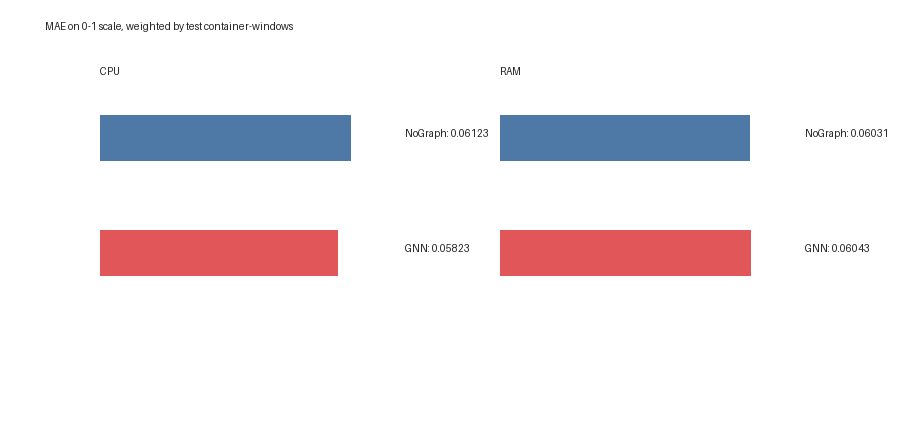 MAE on 0-1 scale, weighted by test container-windows
CPU
RAM
NoGraph: 0.06123
NoGraph: 0.06031
GNN: 0.05823
GNN: 0.06043